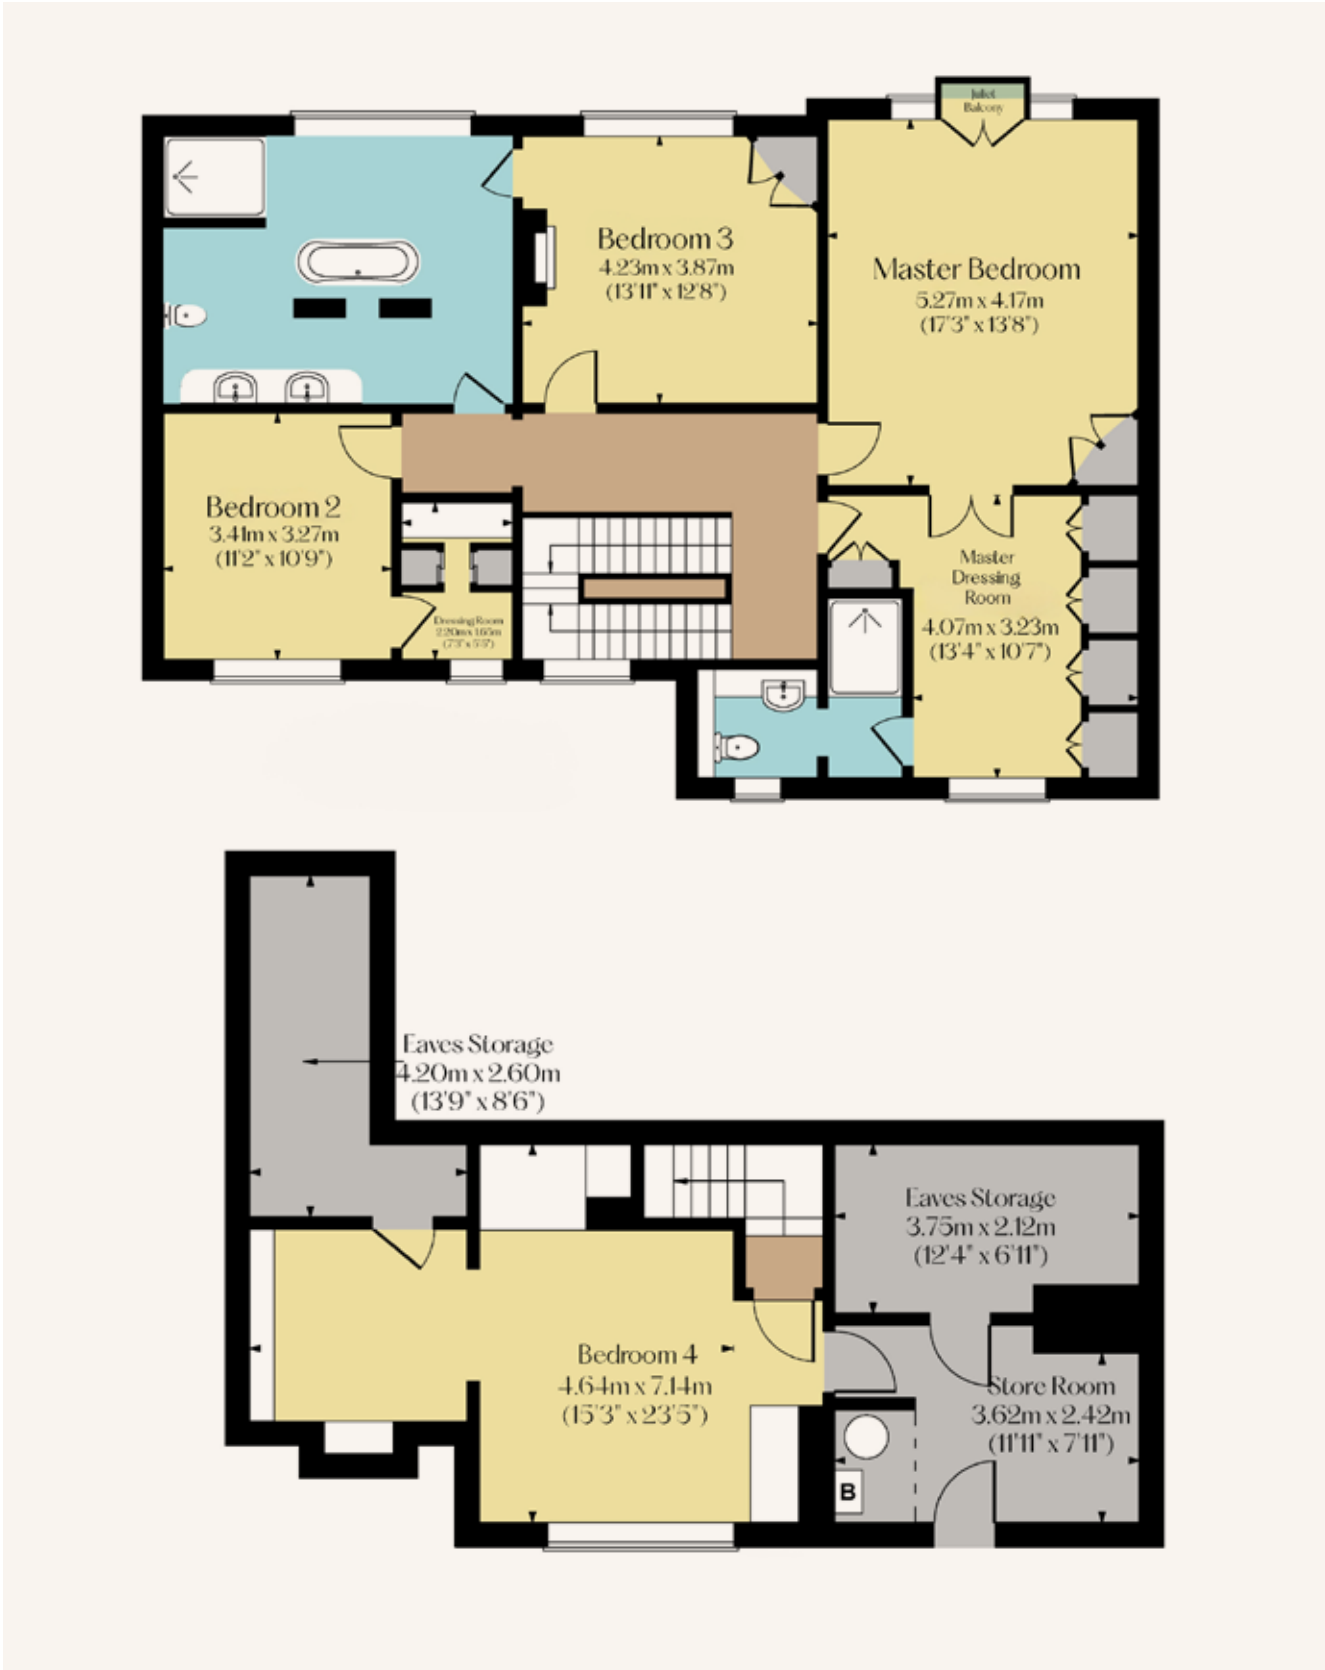 Juliet
Balcony
Bedroom 3
4.23m x 3.87m
(13'11" x 12'8")
Master Bedroom
5.27m x 4.17m
(17'3" x 13'8")
Bedroom 2
3.41m x 3.27m
(11'2" x 10'9")
Master
Dressing
Room
4.07m x 3.23m
(13'4" x 10'7")
Dressing Room
2.20m x 1.65m
(7'3" x 5'5")
Eaves Storage
4.20m x 2.60m
(13'9" x 8'6")
Eaves Storage
3.75m x 2.12m
(12'4" x 6'11")
Bedroom 4
4.64m x 7.14m
(15'3" x 23'5")
Store Room
3.62m x 2.42m
(11'11" x 7'11")
B